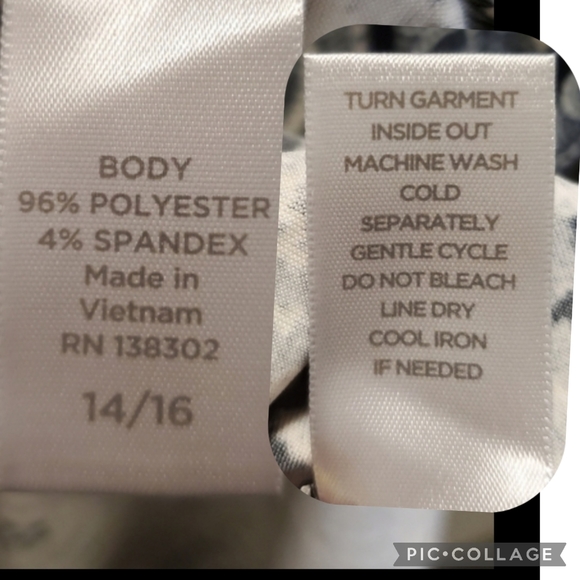 BODY
96% POLYESTER
4% SPANDEX
Made in
Vietnam
RN 138302
14/16
TURN GARMENT
INSIDE OUT
MACHINE WASH
COLD
SEPARATELY
GENTLE CYCLE
DO NOT BLEACH
LINE DRY
COOL IRON
IF NEEDED
PIC•COLLAGE